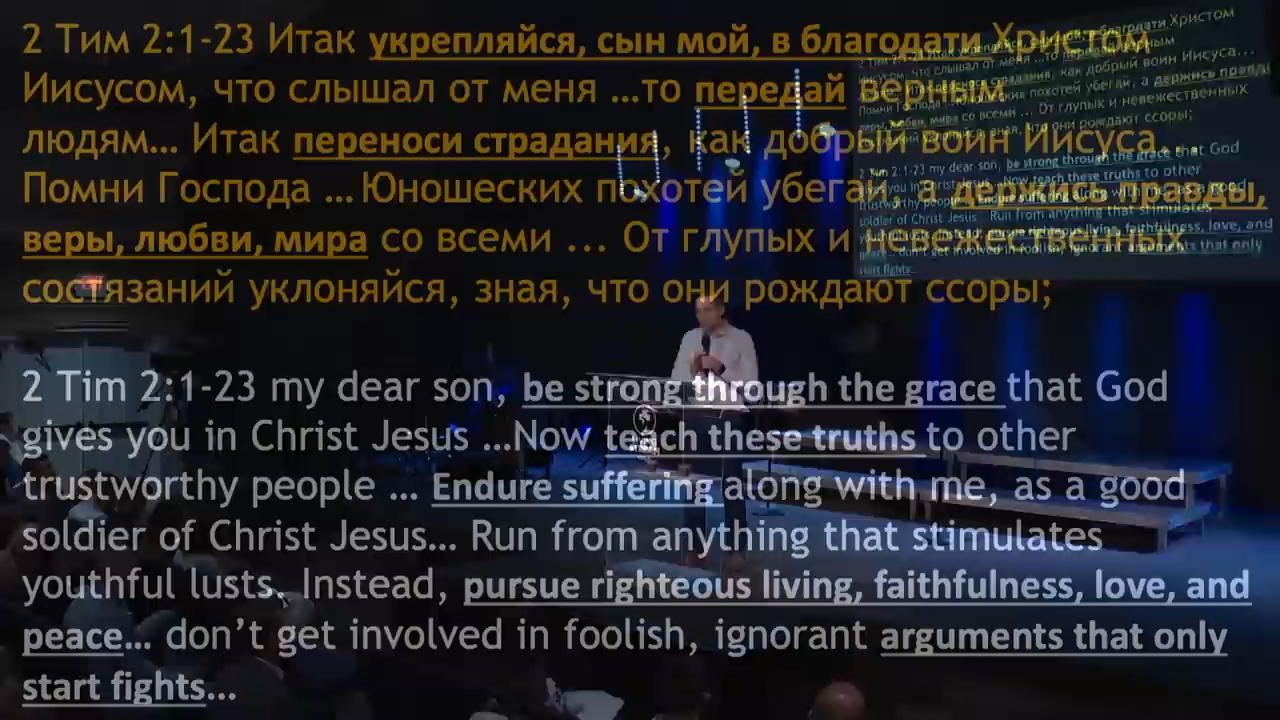 2 Тим 2:1-23 Итак укрепляйся, сын мой, в благодати Христом
Иисусом, что слышал от меня ...то передай верным
людям... Итак переноси страдания, как добрый воин Иисуса...
Помни Господа ...Юношеских похотей убегай, а держись правды,
веры, любви, мира со всеми ... От глупых и невежественных
состязаний уклоняйся, зная, что они рождают ссоры;
2 Tim 2:1-23 my dear son, be strong through the grace that God
gives you in Christ Jesus ...Now teach these truths to other
trustworthy people ... Endure suffering along with me, as a good
soldier of Christ Jesus... Run from anything that stimulates
youthful lusts. Instead, pursue righteous living, faithfulness, love, and
peace... don't get involved in foolish, ignorant arguments that only
start fights...